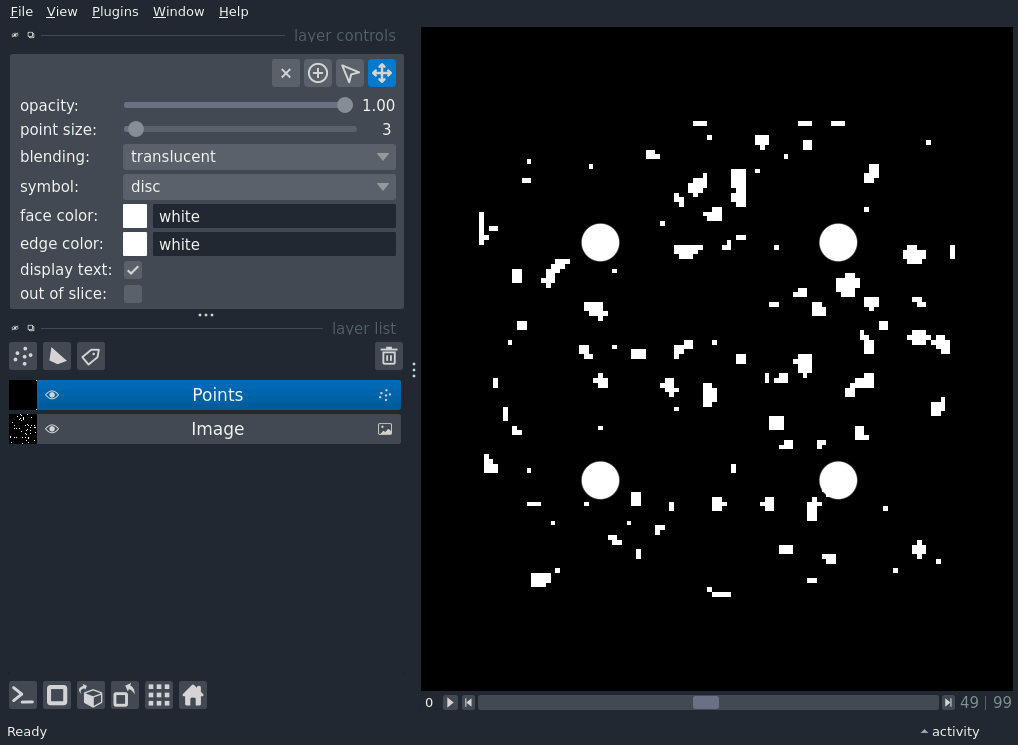 File View Plugins Window Help
layer controls
opacity: 1.00
point size: 3
blending: translucent
symbol: disc
face color: white
edge color: white
display text:
out of slice:
layer list
Points
Image
0 49 | 99
Ready activity